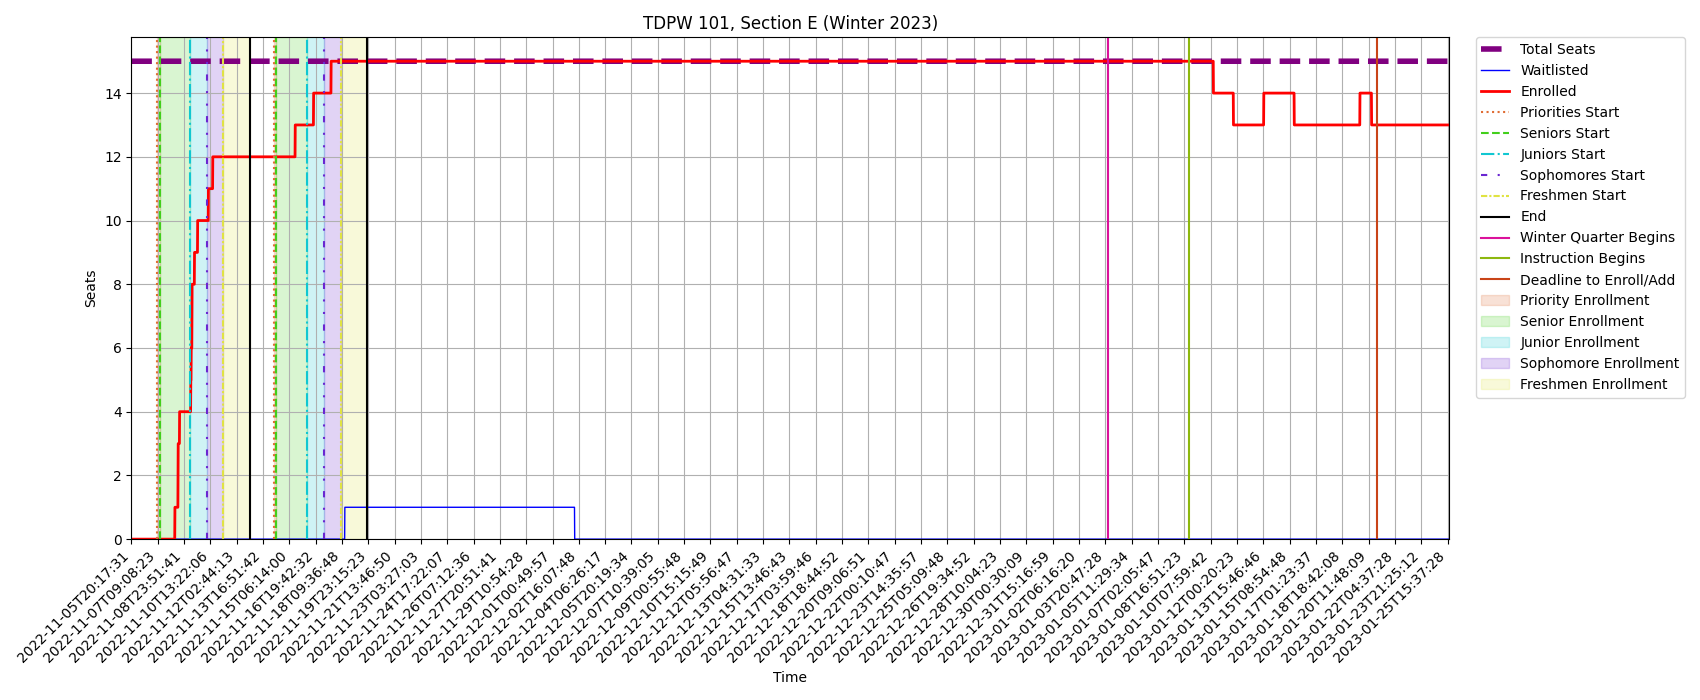 TDPW 101, Section E (Winter 2023)
Total Seats
Waitlisted
Enrolled
Priorities Start
Seniors Start
Juniors Start
Sophomores Start
Freshmen Start
End
Winter Quarter Begins
Instruction Begins
Deadline to Enroll/Add
Priority Enrollment
Senior Enrollment
Junior Enrollment
Sophomore Enrollment
Freshmen Enrollment
Seats
14
12
10
8
6
4
2
0
2022-11-05T20:17:31
2022-11-07T09:08:23
2022-11-08T23:51:41
2022-11-10T13:22:06
2022-11-12T02:44:13
2022-11-13T16:51:42
2022-11-15T06:14:00
2022-11-16T19:42:32
2022-11-18T09:36:48
2022-11-19T23:15:23
2022-11-21T13:46:50
2022-11-23T03:27:03
2022-11-24T17:22:07
2022-11-26T07:12:36
2022-11-27T20:51:41
2022-11-29T10:54:28
2022-12-01T00:49:57
2022-12-02T16:07:48
2022-12-04T06:26:17
2022-12-05T20:19:34
2022-12-07T10:39:05
2022-12-09T00:55:48
2022-12-10T15:15:49
2022-12-12T05:56:47
2022-12-13T04:31:33
2022-12-15T13:46:43
2022-12-17T03:59:46
2022-12-18T18:44:52
2022-12-20T09:06:51
2022-12-22T00:10:47
2022-12-23T14:35:57
2022-12-25T05:09:48
2022-12-26T19:34:52
2022-12-28T10:04:23
2022-12-30T00:30:09
2022-12-31T15:16:59
2023-01-02T06:16:20
2023-01-03T20:47:28
2023-01-05T11:29:34
2023-01-07T02:05:47
2023-01-08T16:51:23
2023-01-10T07:59:42
2023-01-12T00:20:23
2023-01-13T15:46:46
2023-01-15T08:54:48
2023-01-17T01:23:37
2023-01-18T18:42:08
2023-01-20T11:48:09
2023-01-22T04:37:28
2023-01-23T21:25:12
2023-01-25T15:37:28
Time